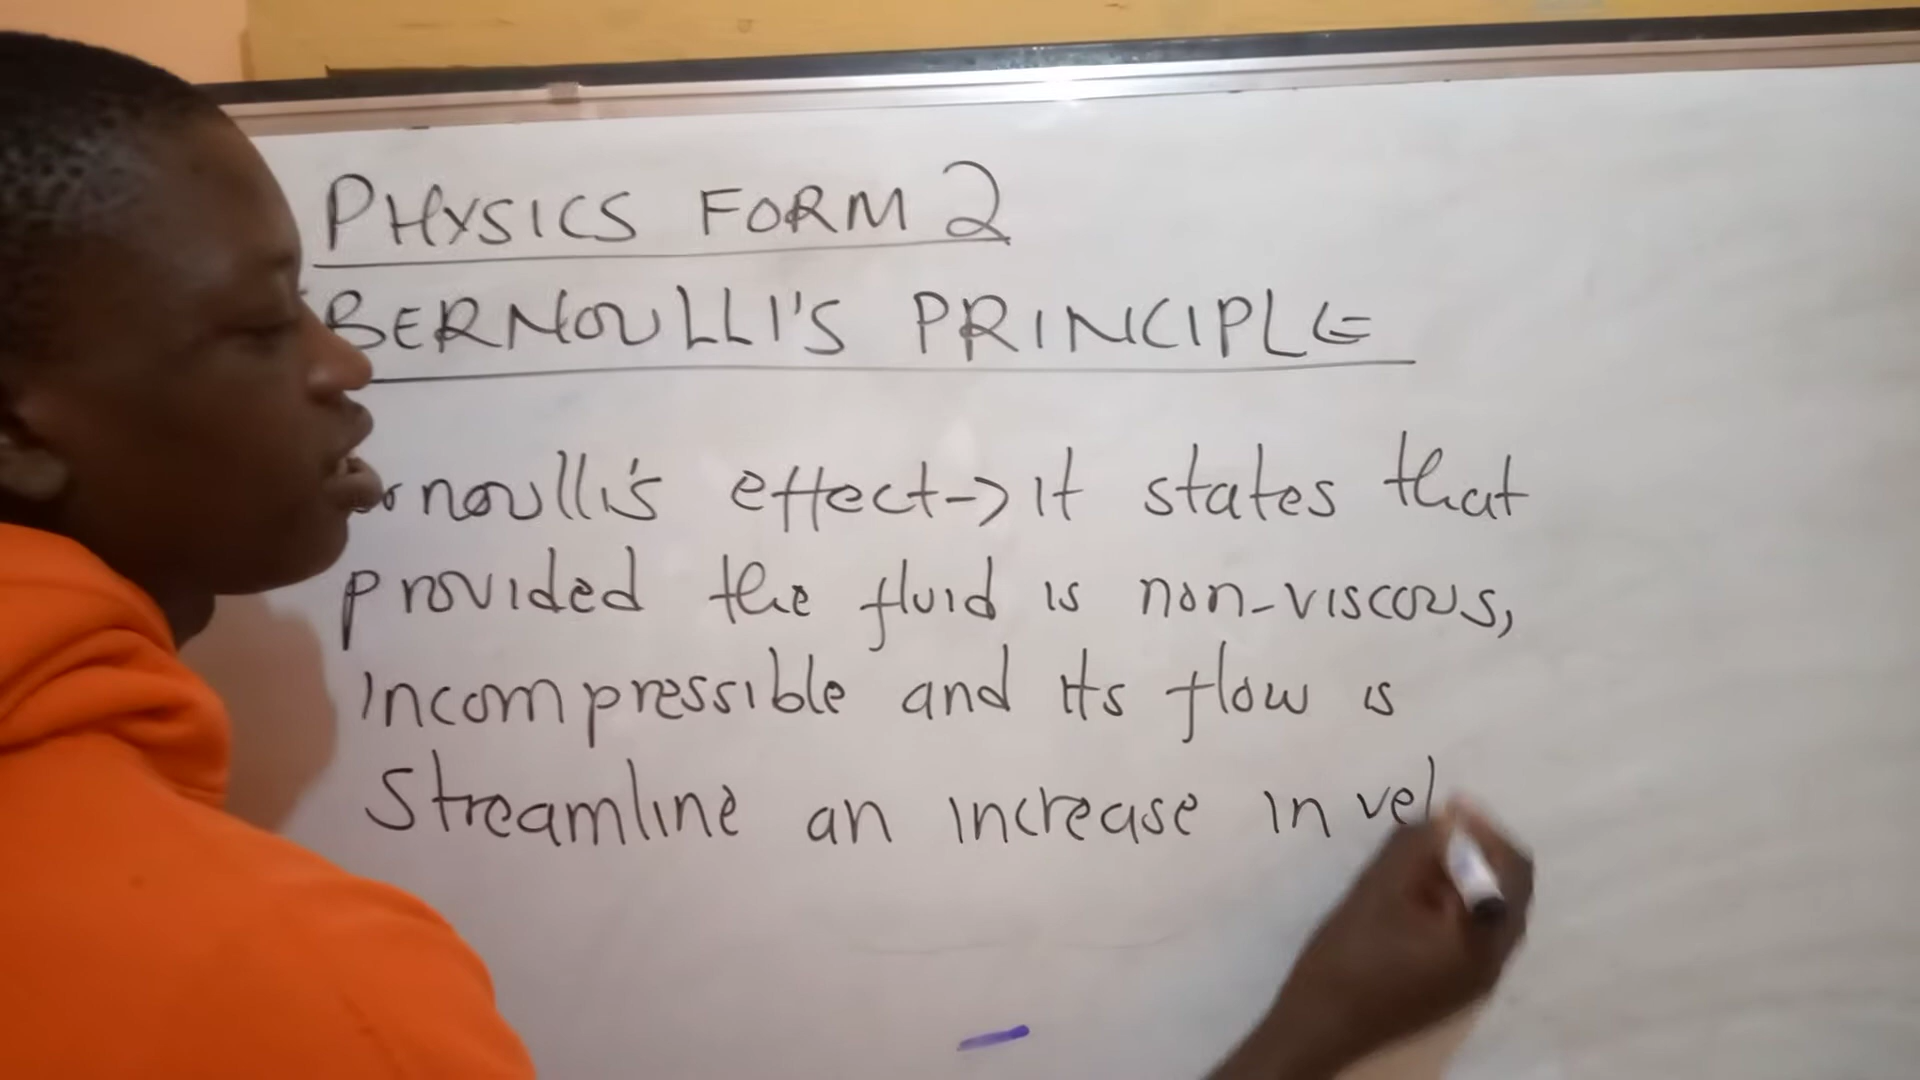 PHYSICS FORM 2
BERNOULLI'S PRINCIPLE
effect-> it states that
provided the fluid is non-viscous,
incompressible and its flow is
Streamline an increase in vel